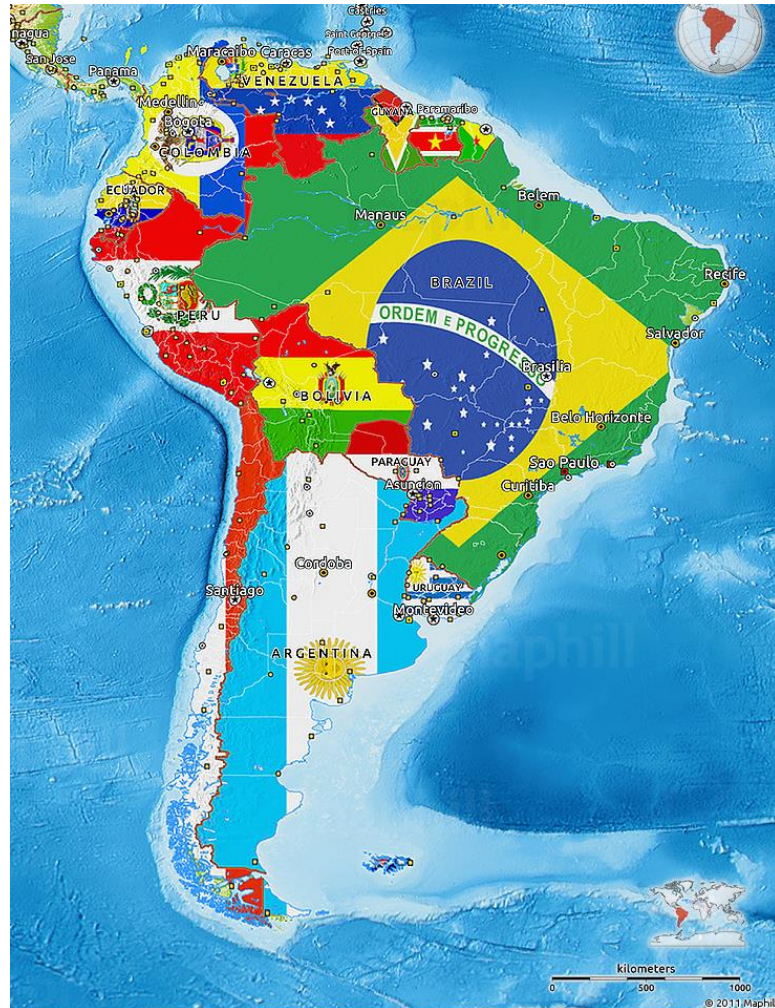 Castries
nagua
Saint George's
San Jose
Maracaibo
Caracas
Port-of-Spain
Panama
VENEZUELA
Medellin
GUYANA
Paramaribo
Bogota
COLOMBIA
ECUADOR
Belem
Manaus
BRAZIL
Recife
ORDEM E PROGRESSO
PERU
Salvador
Brasilia
BOLIVIA
Belo Horizonte
PARAGUAY
Sao Paulo
Asuncion
Curitiba
Cordoba
Santiago
URUGUAY
Montevideo
ARGENTINA
Maphill
kilometers
0 500 1000
© 2011 Maphill